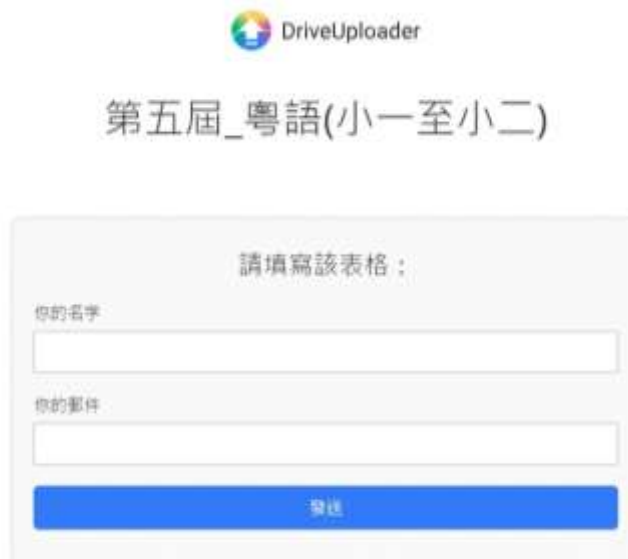 DriveUploader
第五屆_粵語(小一至小二)
請填寫該表格：
你的名字
你的郵件
發送